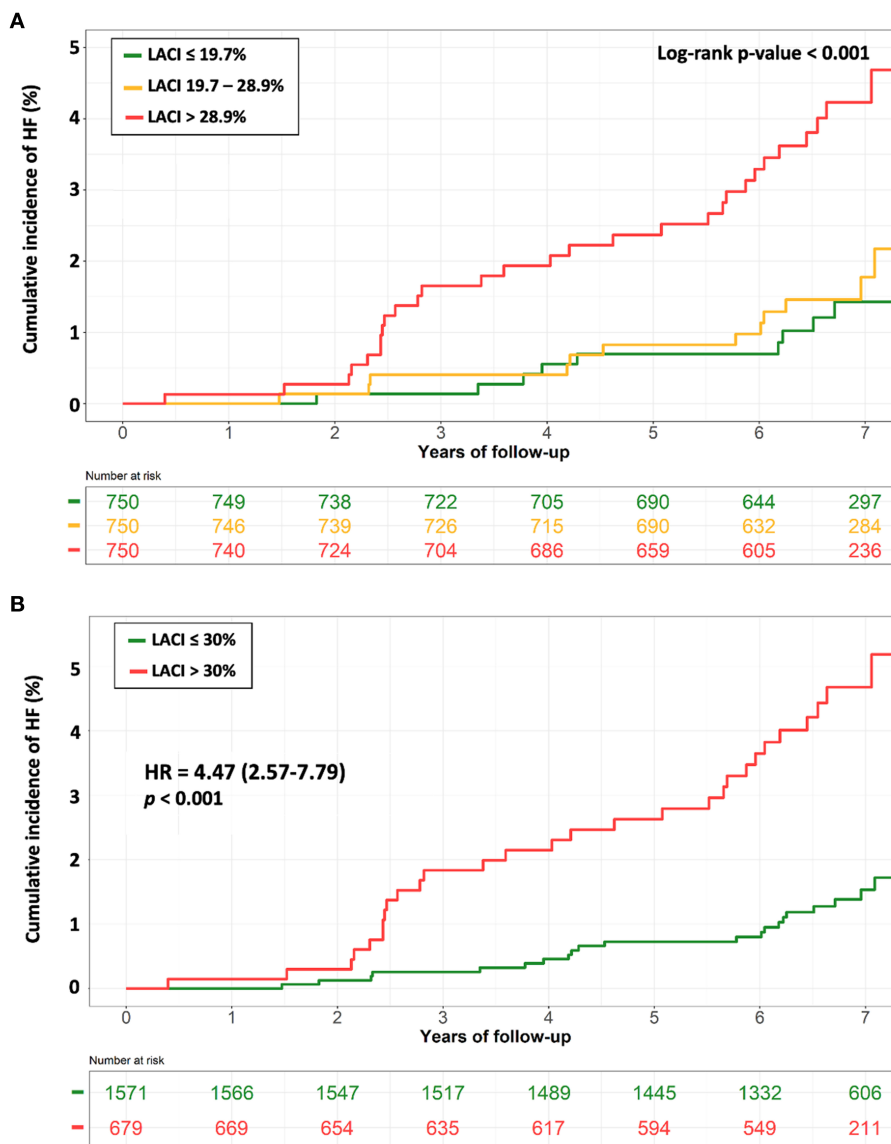 A
LACI ≤ 19.7%
LACI 19.7 – 28.9%
LACI > 28.9%
Log-rank p-value < 0.001
Cumulative incidence of HF (%)
5
4
3
2
1
0
0 1 2 3 4 5 6 7
Years of follow-up
Number at risk
750 749 738 722 705 690 644 297
750 746 739 726 715 690 632 284
750 740 724 704 686 659 605 236
B
LACI ≤ 30%
LACI > 30%
HR = 4.47 (2.57-7.79)
p < 0.001
Cumulative incidence of HF (%)
5
4
3
2
1
0
0 1 2 3 4 5 6 7
Years of follow-up
Number at risk
1571 1566 1547 1517 1489 1445 1332 606
679 669 654 635 617 594 549 211